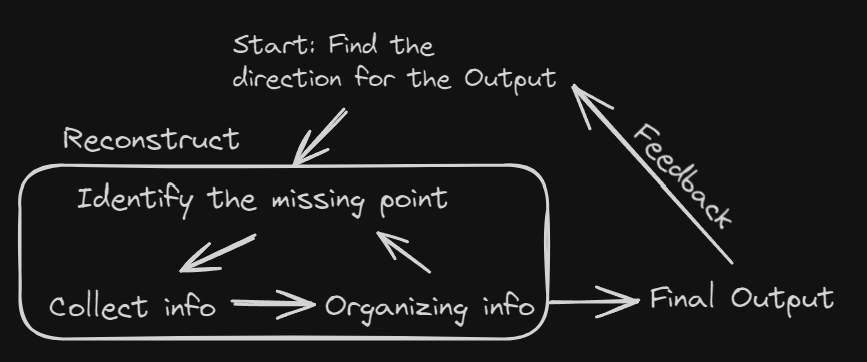 Start: Find the
direction for the Output
Reconstruct
Feedback
Identify the missing point
Collect info
Organizing info
Final Output